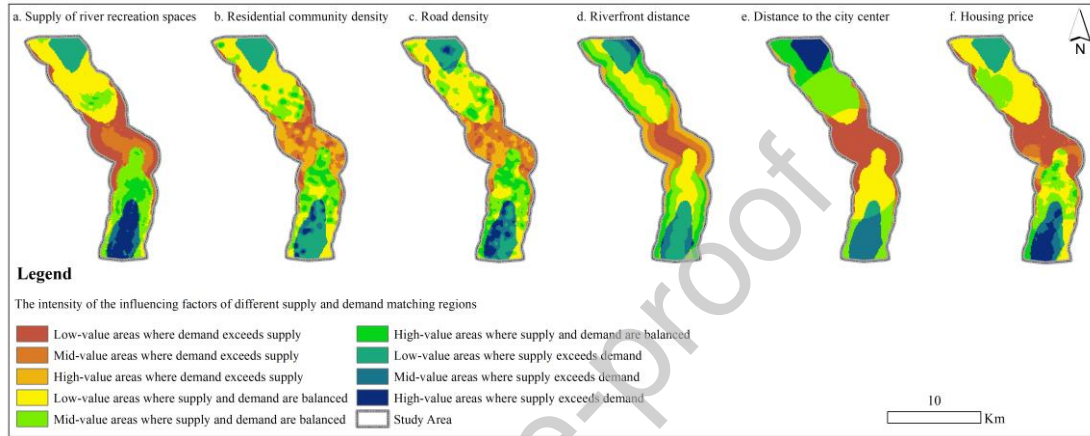 a. Supply of river recreation spaces
b. Residential community density
c. Road density
d. Riverfront distance
e. Distance to the city center
f. Housing price
N
Legend
The intensity of the influencing factors of different supply and demand matching regions
Low-value areas where demand exceeds supply
Mid-value areas where demand exceeds supply
High-value areas where demand exceeds supply
Low-value areas where supply and demand are balanced
Mid-value areas where supply and demand are balanced
High-value areas where supply and demand are balanced
Low-value areas where supply exceeds demand
Mid-value areas where supply exceeds demand
High-value areas where supply exceeds demand
Study Area
10
Km
e-proof